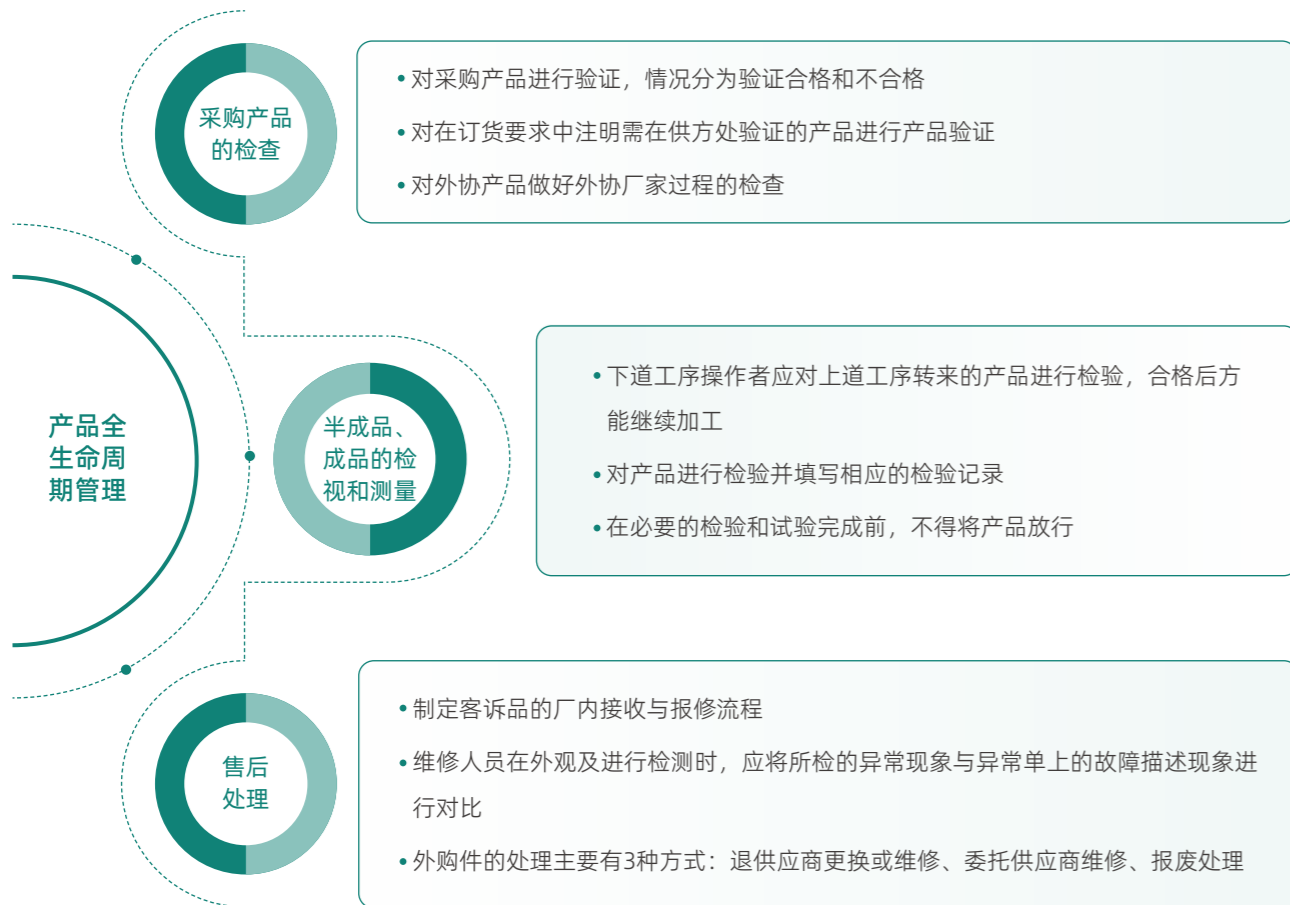 采购产品
的检查
• 对采购产品进行验证，情况分为验证合格和不合格
• 对在订货要求中注明需在供方处验证的产品进行产品验证
• 对外协产品做好外协厂家过程的检查
产品全
生命周
期管理
半成品、
成品的检
视和测量
• 下道工序操作者应对上道工序转来的产品进行检验，合格后方
能继续加工
• 对产品进行检验并填写相应的检验记录
• 在必要的检验和试验完成前，不得将产品放行
售后
处理
• 制定客诉品的厂内接收与报修流程
• 维修人员在外观及进行检测时，应将所检的异常现象与异常单上的故障描述现象进
行对比
• 外购件的处理主要有3种方式：退供应商更换或维修、委托供应商维修、报废处理